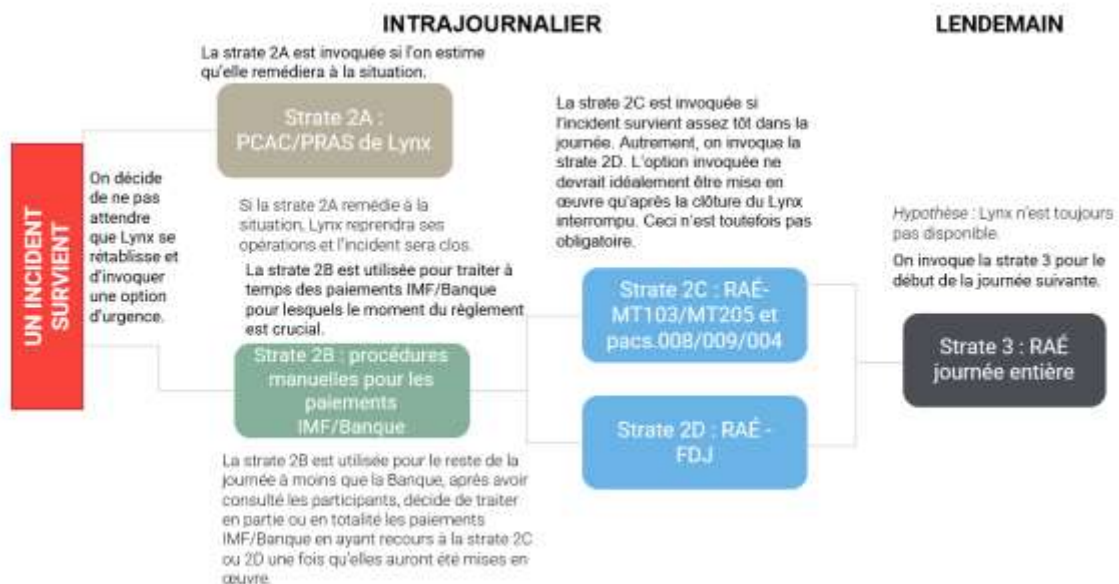 INTRAJOURNALIER
LENDEMAIN
UN INCIDENT
SURVIENT
On décide
de ne pas
attendre
que Lynx se
rétablisse et
d'invoquer
une option
d'urgence.
La strate 2A est invoquée si l'on estime
qu'elle remédiera à la situation.
Strate 2A :
PCAC/PRAS de Lynx
Si la strate 2A remédie à la
situation, Lynx reprendra ses
opérations et l'incident sera clos.
La strate 2B est utilisée pour traiter à
temps des paiements IMF/Banque
pour lesquels le moment du règlement
est crucial.
Strate 2B : procédures
manuelles pour les
paiements
IMF/Banque
La strate 2B est utilisée pour le reste de la
journée à moins que la Banque, après avoir
consulté les participants, décide de traiter
en partie ou en totalité les paiements
IMF/Banque en ayant recours à la strate 2C
ou 2D une fois qu'elles auront été mises en
œuvre.
La strate 2C est invoquée si
l'incident survient assez tôt dans la
journée. Autrement, on invoque la
strate 2D. L'option invoquée ne
devrait idéalement être mise en
œuvre qu'après la clôture du Lynx
interrompu. Ceci n'est toutefois pas
obligatoire.
Strate 2C : RAÉ-
MT103/MT205 et
pacs.008/009/004
Strate 2D : RAÉ -
FDJ
Hypothèse : Lynx n'est toujours
pas disponible.
On invoque la strate 3 pour le
début de la journée suivante.
Strate 3 : RAÉ
journée entière